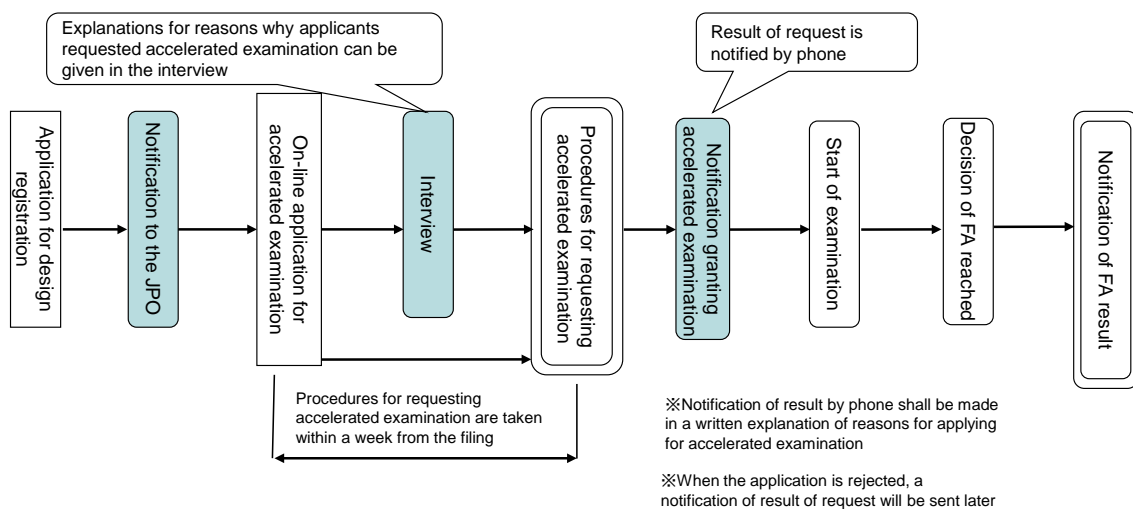 Explanations for reasons why applicants
requested accelerated examination can be
given in the interview
Result of request is
notified by phone
Application for design
registration
Notification to the JPO
On-line application for
accelerated examination
Interview
Procedures for requesting
accelerated examination
Notification granting
accelerated examination
Start of examination
Decision of FA reached
Notification of FA result
Procedures for requesting
accelerated examination are taken
within a week from the filing
※Notification of result by phone shall be made
in a written explanation of reasons for applying
for accelerated examination
※When the application is rejected, a
notification of result of request will be sent later